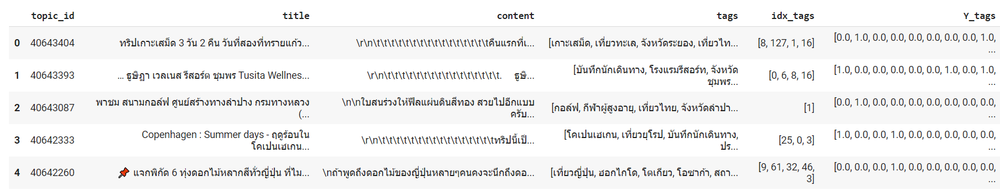 topic_id title content tags idx_tags Y_tags
0 40643404 ทริปเกาะเสม็ด 3 วัน 2 คืน วันที่สองที่ทรายแก้ว... \r\n\t\t\t\t\t\t\t\t\t\t\t\t\t\t\t\tคืนแรกที่เ... [เกาะเสม็ด, เที่ยวทะเล, จังหวัดระยอง, เที่ยวไท... [8, 127, 1, 16] [0.0, 1.0, 0.0, 0.0, 0.0, 0.0, 0.0, 0.0, 1.0,
...
1 40643393 ... ธูษิฏา เวลเนส รีสอร์ต ชุมพร Tusita Wellnes... \r\n\t\t\t\t\t\t\t\t\t\t\t\t\t\t\t\t. ธูษิ... [บันทึกนักเดินทาง, โรงแรมรีสอร์ท, จังหวัด
ชุมพร... [0, 6, 8, 16] [1.0, 0.0, 0.0, 0.0, 0.0, 0.0, 1.0, 0.0, 1.0,
...
2 40643087 พาชม สนามกอล์ฟ ศูนย์สร้างทางลำปาง กรมทางหลวง
(... \n\nใบสนร่วงให้ฟีลแผ่นดินสีทอง สวยไปอีกแบบ
ครับ... [กอล์ฟ, กีฬาผู้สูงอายุ, เที่ยวไทย, จังหวัดลำปา... [1] [0.0, 1.0, 0.0, 0.0, 0.0, 0.0, 0.0, 0.0, 0.0,
...
3 40642333 Copenhagen : Summer days - ฤดูร้อนใน
โคเปนเฮเกน... \r\n\t\t\t\t\t\t\t\t\t\t\t\t\t\t\t\tทริปนี้เป็... [โคเปนเฮเกน, เที่ยวยุโรป, บันทึกนักเดินทาง,
ปร... [25, 0, 3] [1.0, 0.0, 0.0, 1.0, 0.0, 0.0, 0.0, 0.0, 0.0,
...
4 40642260 📌 แจกพิกัด 6 ทุ่งดอกไม้หลากสีทั่วญี่ปุ่น ที่ไม... \nถ้าพูดถึงดอกไม้ของญี่ปุ่นหลายๆคนคงจะนึกถึงดอ... [เที่ยวญี่ปุ่น, ฮอกไกโด, โตเกียว, โอซาก้า, สถา... [9, 61, 32, 46,
3] [0.0, 0.0, 0.0, 1.0, 0.0, 0.0, 0.0, 0.0, 0.0,
...